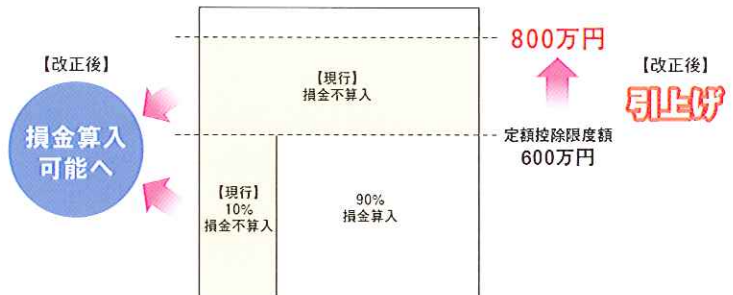 【改正後】
損金算入
可能へ
【現行】
損金不算入
【現行】
10%
損金不算入
90%
損金算入
800万円
定額控除限度額
600万円
【改正後】
引上げ